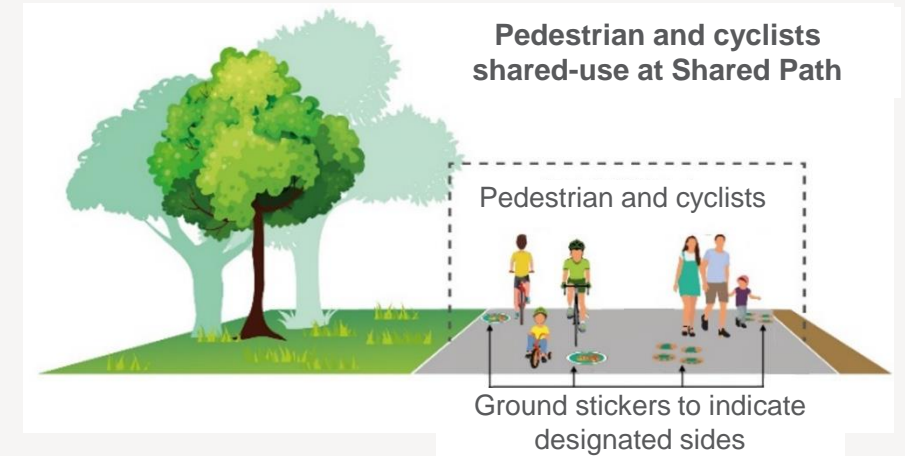 Pedestrian and cyclists
shared-use at Shared Path
Pedestrian and cyclists
Ground stickers to indicate
designated sides